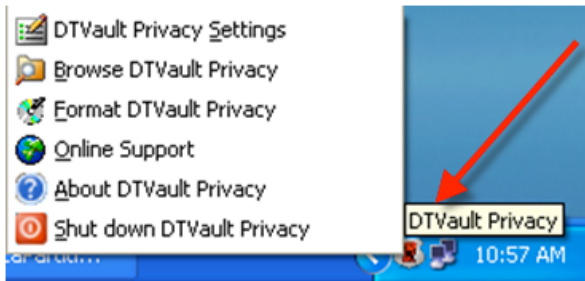 DTVault Privacy Settings
Browse DTVault Privacy
Format DTVault Privacy
Online Support
About DTVault Privacy
Shut down DTVault Privacy
DTVault Privacy
10:57 AM